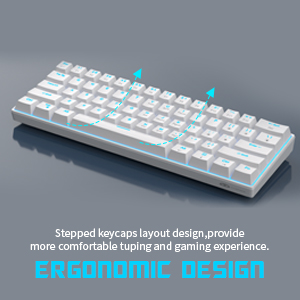 Stepped keycaps layout design,provide
more comfortable tuping and gaming experience.
ERGONOMIC DESIGN